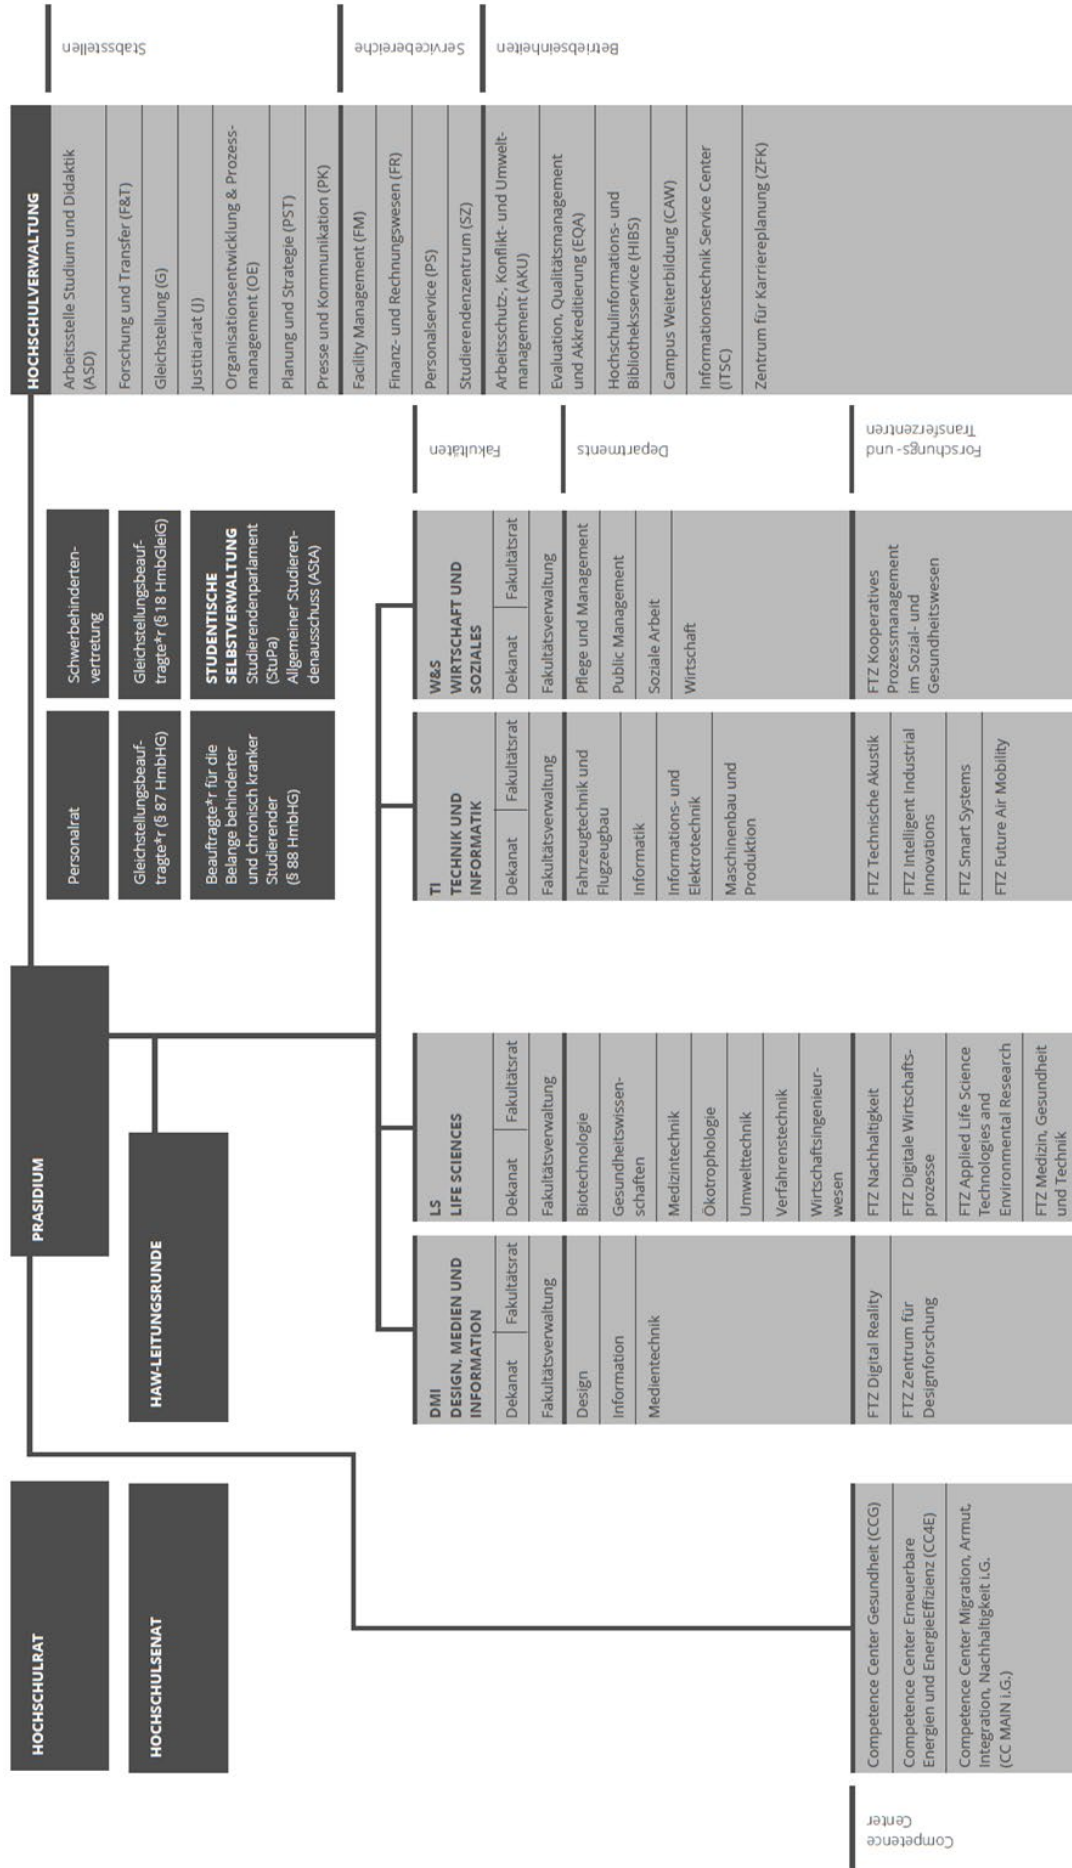 HOCHSCHULRAT
HOCHSCHULSENAT
PRÄSIDIUM
HAW-LEITUNGSRUNDE
Personalrat
Schwerbehinderten-
vertretung
Gleichstellungsbeauf-
tragte*r (§ 87 HmbHG)
Gleichstellungsbeauf-
tragte*r (§ 18 HmbGleiG)
Beauftragte*r für die
Belange behinderter
und chronisch kranker
Studierender
(§ 88 HmbHG)
STUDENTISCHE
SELBSTVERWALTUNG
Studierendenparlament
(StuPa)
Allgemeiner Studieren-
denausschuss (AStA)
HOCHSCHULVERWALTUNG
Stabsstellen
Arbeitsstelle Studium und Didaktik
(ASD)
Forschung und Transfer (F&T)
Gleichstellung (G)
Justitiariat (J)
Organisationsentwicklung & Prozess-
management (OE)
Planung und Strategie (PST)
Presse und Kommunikation (PK)
Servicebereiche
Facility Management (FM)
Finanz- und Rechnungswesen (FR)
Personalservice (PS)
Studierendenzentrum (SZ)
Betriebseinheiten
Arbeitsschutz-, Konflikt- und Umwelt-
management (AKU)
Evaluation, Qualitätsmanagement
und Akkreditierung (EQA)
Hochschulinformations- und
Bibliotheksservice (HIBS)
Campus Weiterbildung (CAW)
Informationstechnik Service Center
(ITSC)
Zentrum für Karriereplanung (ZFK)
Fakultäten
Departments
Forschungs- und
Transferzentren
DMI
DESIGN, MEDIEN UND
INFORMATION
Dekanat Fakultätsrat
Fakultätsverwaltung
Design
Information
Medientechnik
FTZ Digital Reality
FTZ Zentrum für
Designforschung
LS
LIFE SCIENCES
Dekanat Fakultätsrat
Fakultätsverwaltung
Biotechnologie
Gesundheitswissen-
schaften
Medizintechnik
Ökotrophologie
Umwelttechnik
Verfahrenstechnik
Wirtschaftsingenieur-
wesen
FTZ Nachhaltigkeit
FTZ Digitale Wirtschafts-
prozesse
FTZ Applied Life Science
Technologies and
Environmental Research
FTZ Medizin, Gesundheit
und Technik
TI
TECHNIK UND
INFORMATIK
Dekanat Fakultätsrat
Fakultätsverwaltung
Fahrzeugtechnik und
Flugzeugbau
Informatik
Informations- und
Elektrotechnik
Maschinenbau und
Produktion
FTZ Technische Akustik
FTZ Intelligent Industrial
Innovations
FTZ Smart Systems
FTZ Future Air Mobility
W&S
WIRTSCHAFT UND
SOZIALES
Dekanat Fakultätsrat
Fakultätsverwaltung
Pflege und Management
Public Management
Soziale Arbeit
Wirtschaft
FTZ Kooperatives
Prozessmanagement
im Sozial- und
Gesundheitswesen
Competence
Center
Competence Center Gesundheit (CCG)
Competence Center Erneuerbare
Energien und EnergieEffizienz (CC4E)
Competence Center Migration, Armut,
Integration, Nachhaltigkeit i.G.
(CC MAIN i.G.)